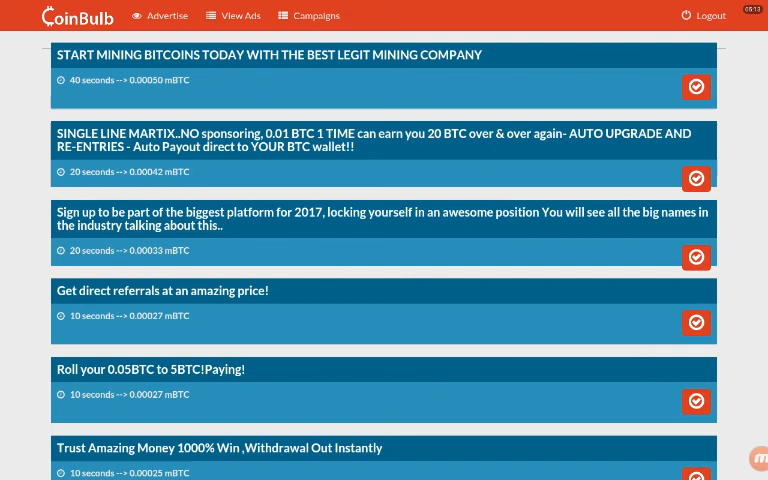 CoinBulb Advertise View Ads Campaigns Logout 05:13
START MINING BITCOINS TODAY WITH THE BEST LEGIT MINING COMPANY
40 seconds --> 0.00050 mBTC
SINGLE LINE MARTIX..NO sponsoring, 0.01 BTC 1 TIME can earn you 20 BTC over & over again- AUTO UPGRADE AND
RE-ENTRIES - Auto Payout direct to YOUR BTC wallet!!
20 seconds --> 0.00042 mBTC
Sign up to be part of the biggest platform for 2017, locking yourself in an awesome position You will see all the big names in
the industry talking about this..
20 seconds --> 0.00033 mBTC
Get direct referrals at an amazing price!
10 seconds --> 0.00027 mBTC
Roll your 0.05BTC to 5BTC!Paying!
10 seconds --> 0.00027 mBTC
Trust Amazing Money 1000% Win ,Withdrawal Out Instantly
10 seconds --> 0.00025 mBTC